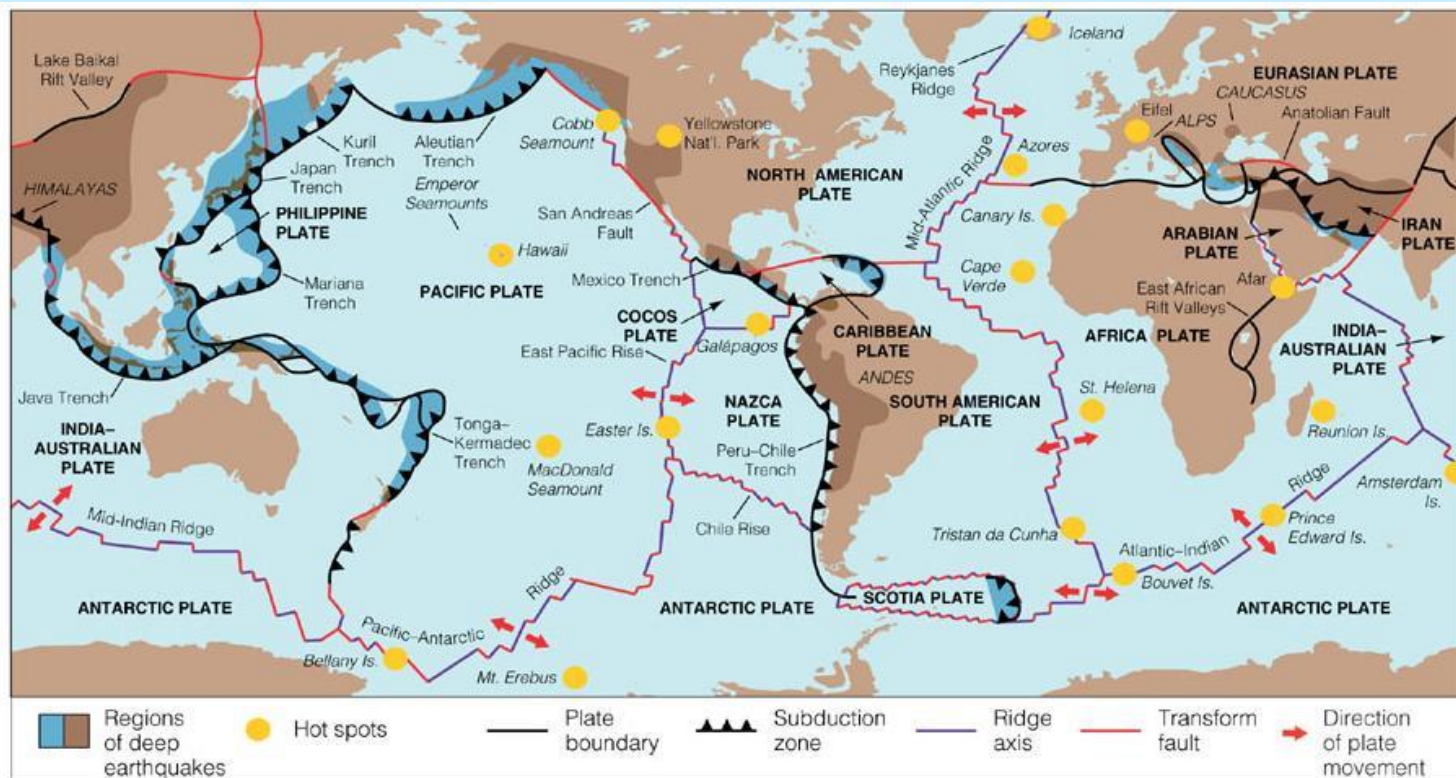 Iceland
Lake Baikal
Rift Valley
Reykjanes
Ridge
EURASIAN PLATE
CAUCASUS
Anatolian Fault
Eifel
ALPS
Cobb
Seamount
Yellowstone
Nat'l. Park
Kuril
Trench
Aleutian
Trench
Japan
Trench
Emperor
Seamounts
Azores
NORTH AMERICAN
PLATE
HIMALAYAS
PHILIPPINE
PLATE
San Andreas
Fault
Mid-Atlantic Ridge
Canary Is.
ARABIAN
PLATE
IRAN
PLATE
Hawaii
Mariana
Trench
Mexico Trench
PACIFIC PLATE
Cape
Verde
Afar
East African
Rift Valleys
COCOS
PLATE
Galápagos
CARIBBEAN
PLATE
AFRICA PLATE
INDIA–
AUSTRALIAN
PLATE
East Pacific Rise
ANDES
Java Trench
NAZCA
PLATE
SOUTH AMERICAN
PLATE
St. Helena
INDIA–
AUSTRALIAN
PLATE
Tonga–
Kermadec
Trench
Easter Is.
Peru–Chile
Trench
Reunion Is.
MacDonald
Seamount
Amsterdam
Is.
Mid-Indian Ridge
Chile Rise
Tristan da Cunha
Atlantic–Indian
Ridge
Prince
Edward Is.
Bouvet Is.
ANTARCTIC PLATE
Pacific–Antarctic
Ridge
ANTARCTIC PLATE
SCOTIA PLATE
ANTARCTIC PLATE
Bellany Is.
Mt. Erebus
Regions
of deep
earthquakes
Hot spots
Plate
boundary
Subduction
zone
Ridge
axis
Transform
fault
Direction
of plate
movement